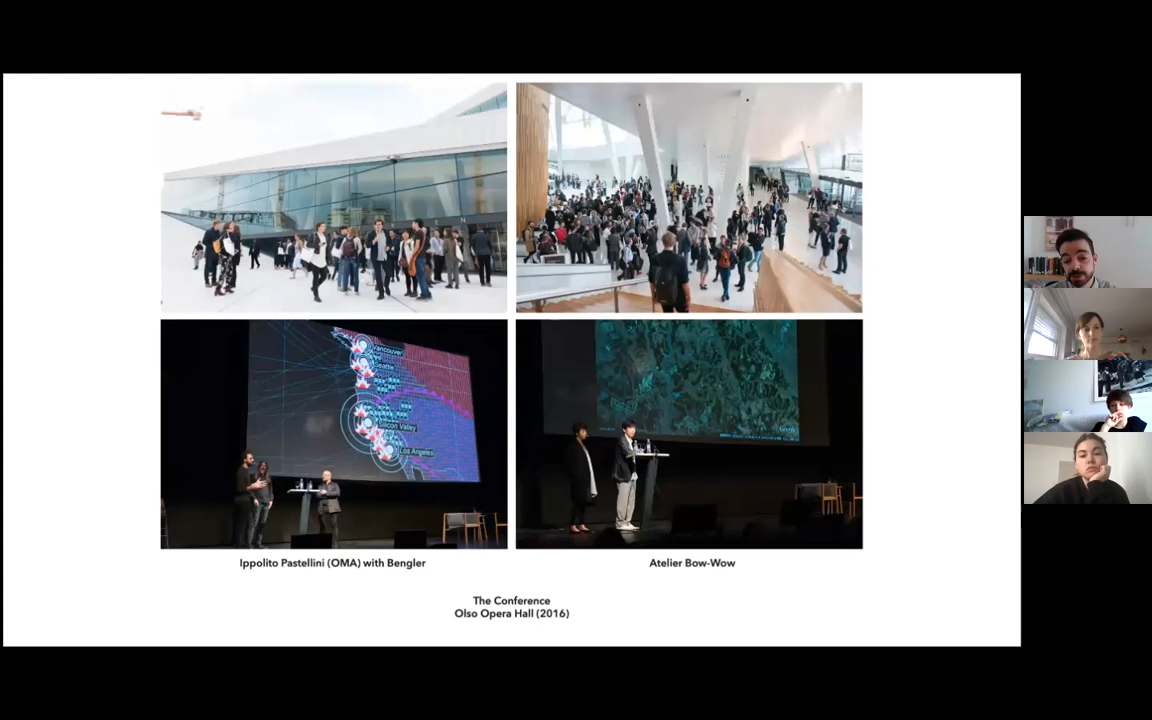 Vancouver
Seattle
Silicon Valley
Los Angeles
Ippolito Pastellini (OMA) with Bengler
Atelier Bow-Wow
The Conference
Olso Opera Hall (2016)